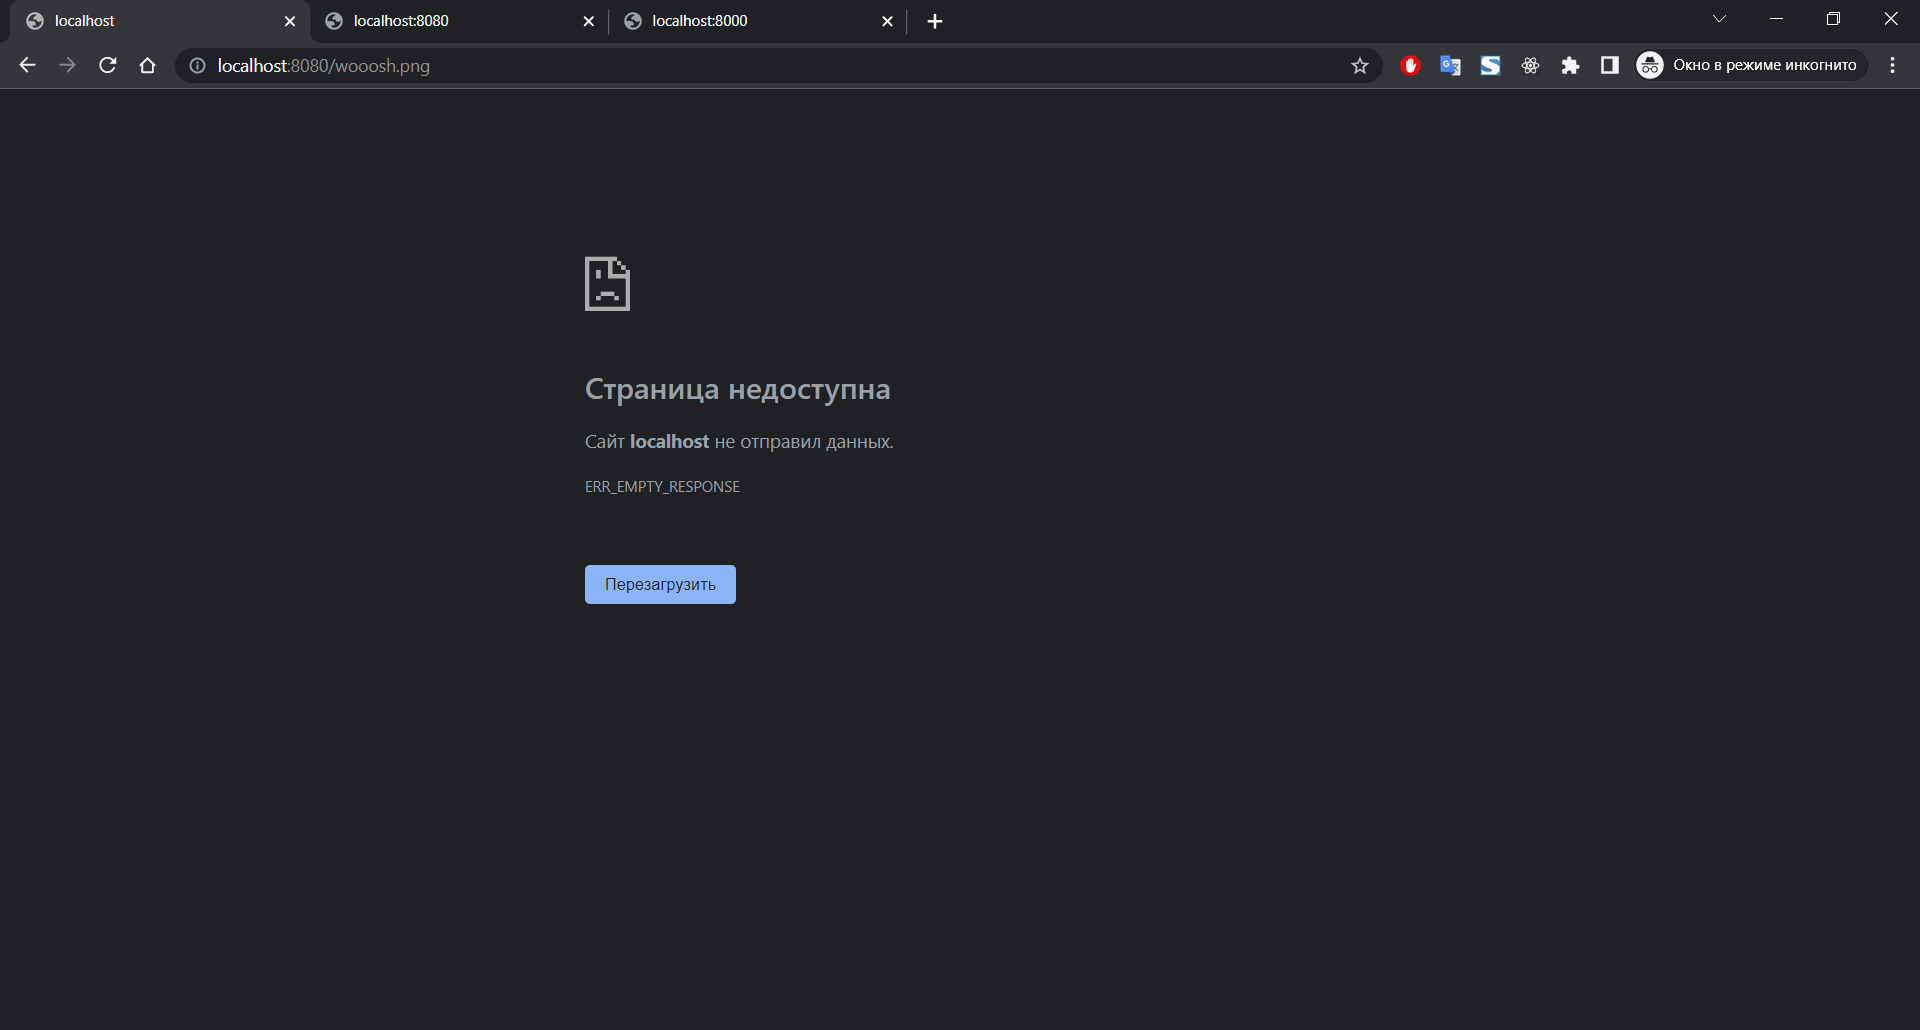 localhost
localhost:8080
localhost:8000
localhost:8080/wooosh.png
Окно в режиме инкогнито
Страница недоступна
Сайт localhost не отправил данных.
ERR_EMPTY_RESPONSE
Перезагрузить